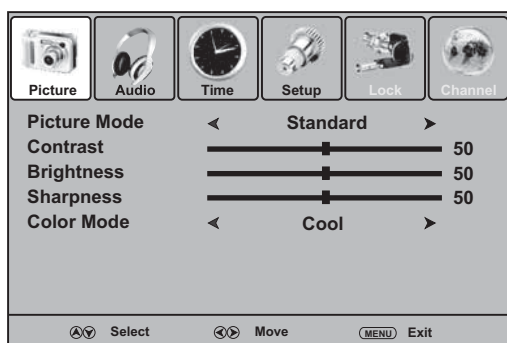 Picture Audio Time Setup Lock Channel
Picture Mode Standard
Contrast 50
Brightness 50
Sharpness 50
Color Mode Cool
Select Move MENU Exit